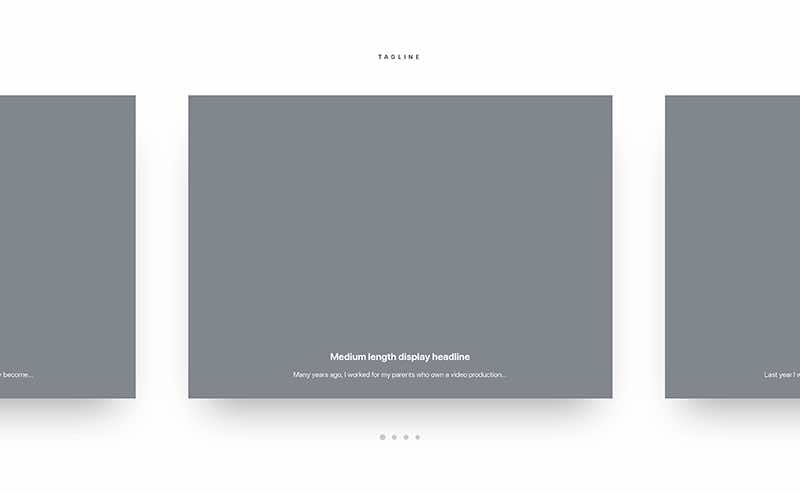 TAGLINE
Medium length display headline
become...
Many years ago, I worked for my parents who own a video production...
Last year I